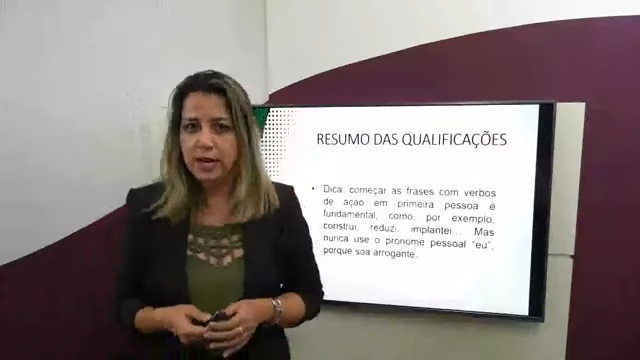 RESUMO DAS QUALIFICAÇÕES
• Dica: começar as frases com verbos
de ação em primeira pessoa é
fundamental, como, por exemplo,
construí, reduzi, implantei... Mas
nunca use o pronome pessoal "eu",
porque soa arrogante.